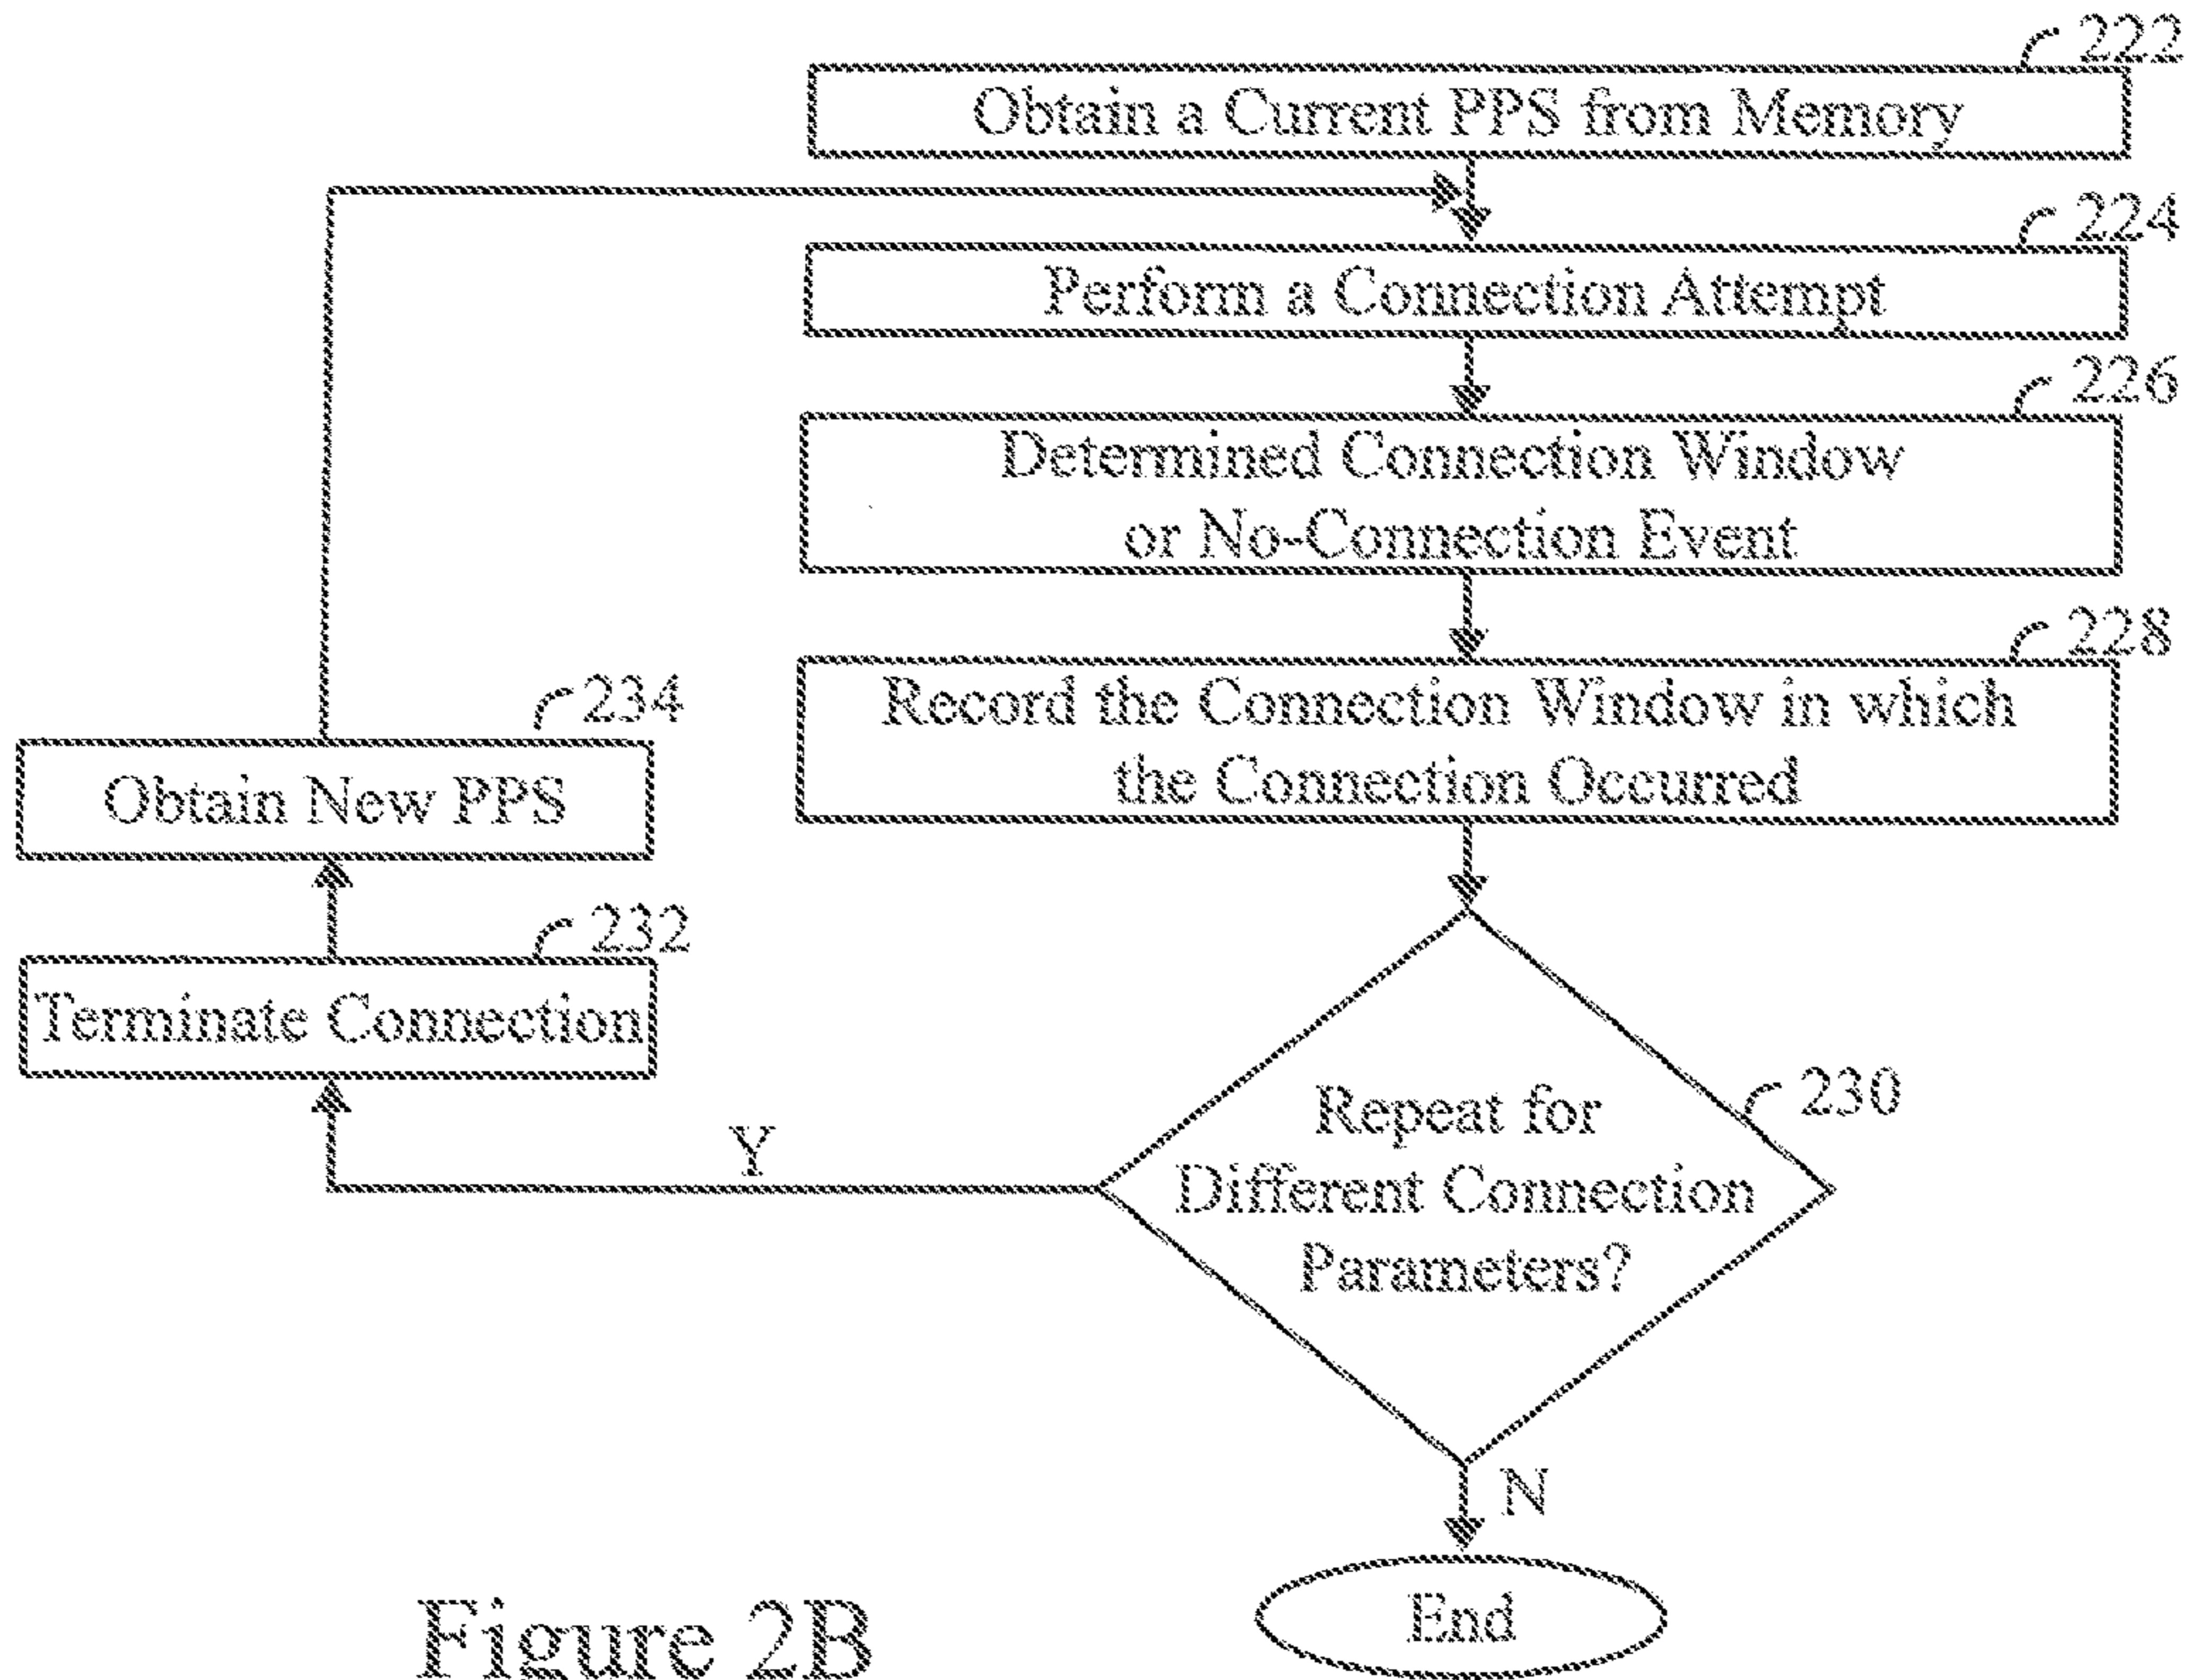 222
Obtain a Current PPS from Memory
224
Perform a Connection Attempt
226
Determined Connection Window
or No-Connection Event
228
Record the Connection Window in which
the Connection Occurred
234
Obtain New PPS
232
Terminate Connection
230
Repeat for
Different Connection
Parameters?
Y
N
End
Figure 2B